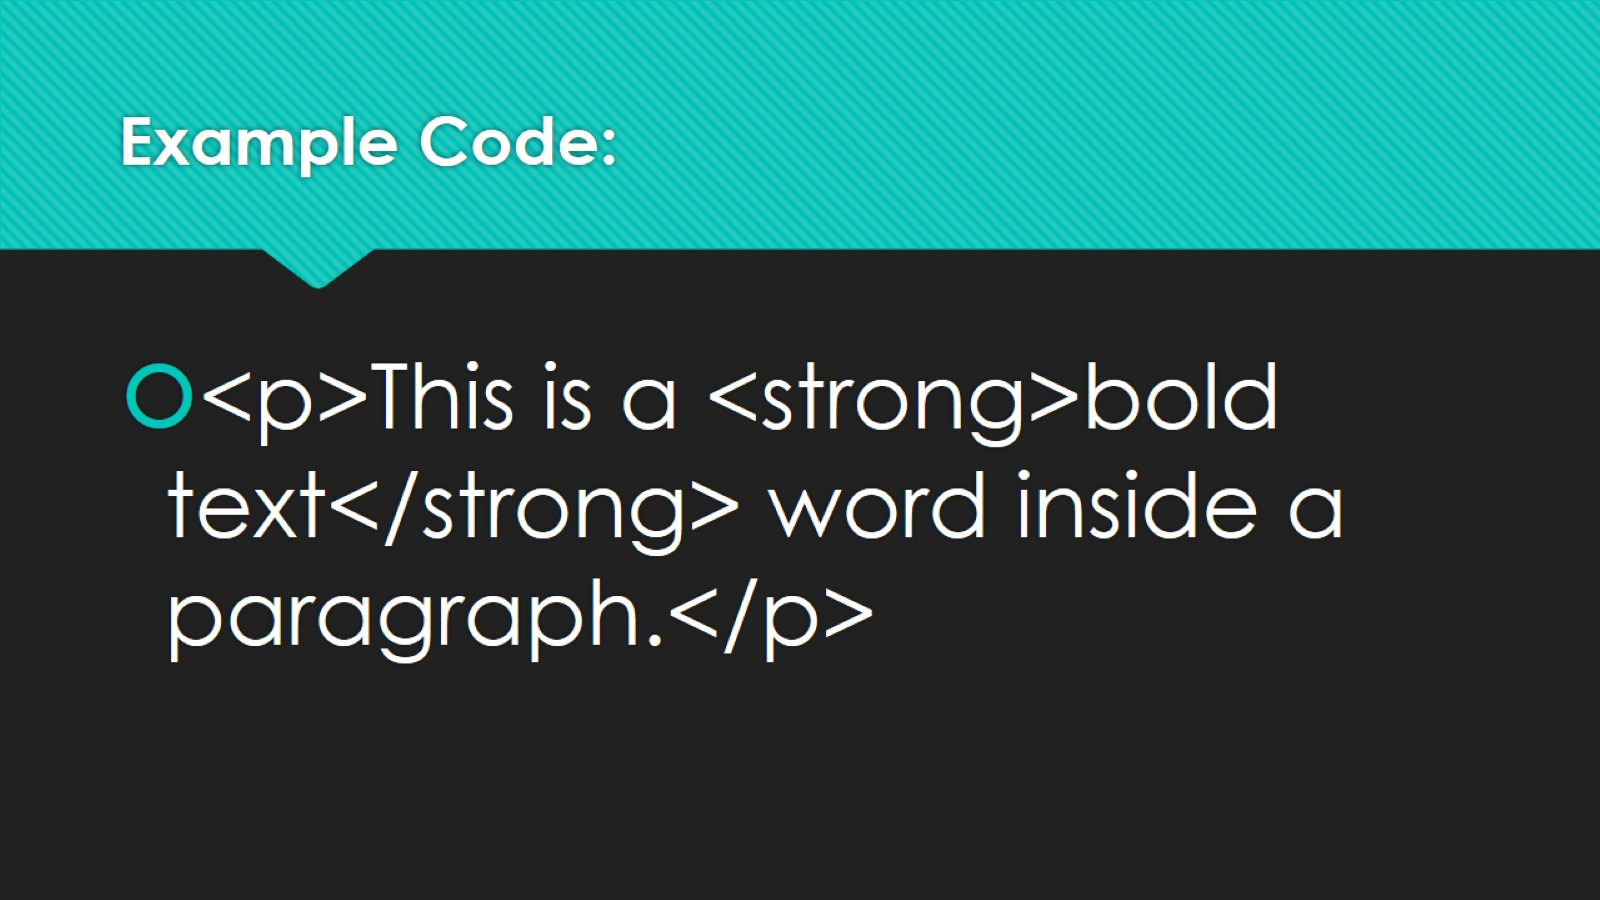 Example Code:
<p>This is a <strong>bold
text</strong> word inside a
paragraph.</p>